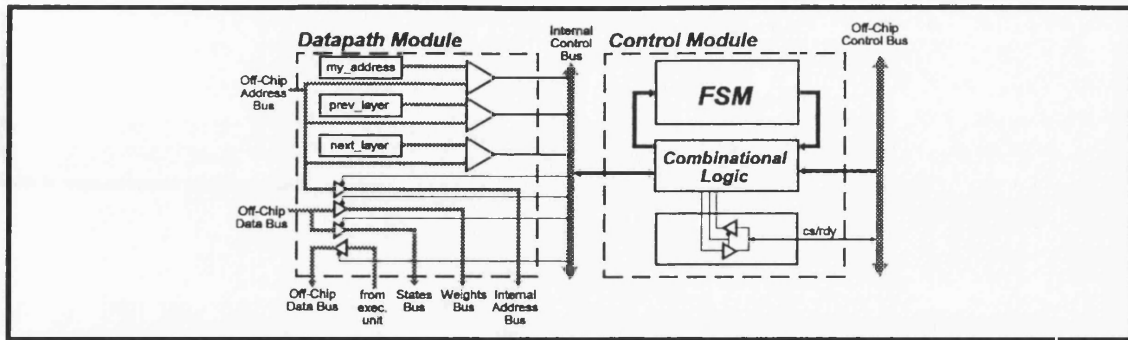 Datapath Module
Internal
Control
Bus
Control Module
Off-Chip
Control Bus
my_address
Off-Chip
Address
Bus
prev_layer
next_layer
FSM
Combinational
Logic
Off-Chip
Data Bus
cs/rdy
Off-Chip
Data Bus
from
exec.
unit
States
Bus
Weights
Bus
Internal
Address
Bus